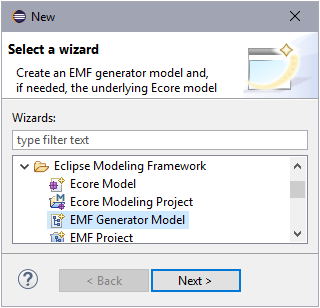 New
Select a wizard
Create an EMF generator model and,
if needed, the underlying Ecore model
Wizards:
type filter text
Eclipse Modeling Framework
Ecore Model
Ecore Modeling Project
EMF Generator Model
EMF Project
?
< Back
Next >